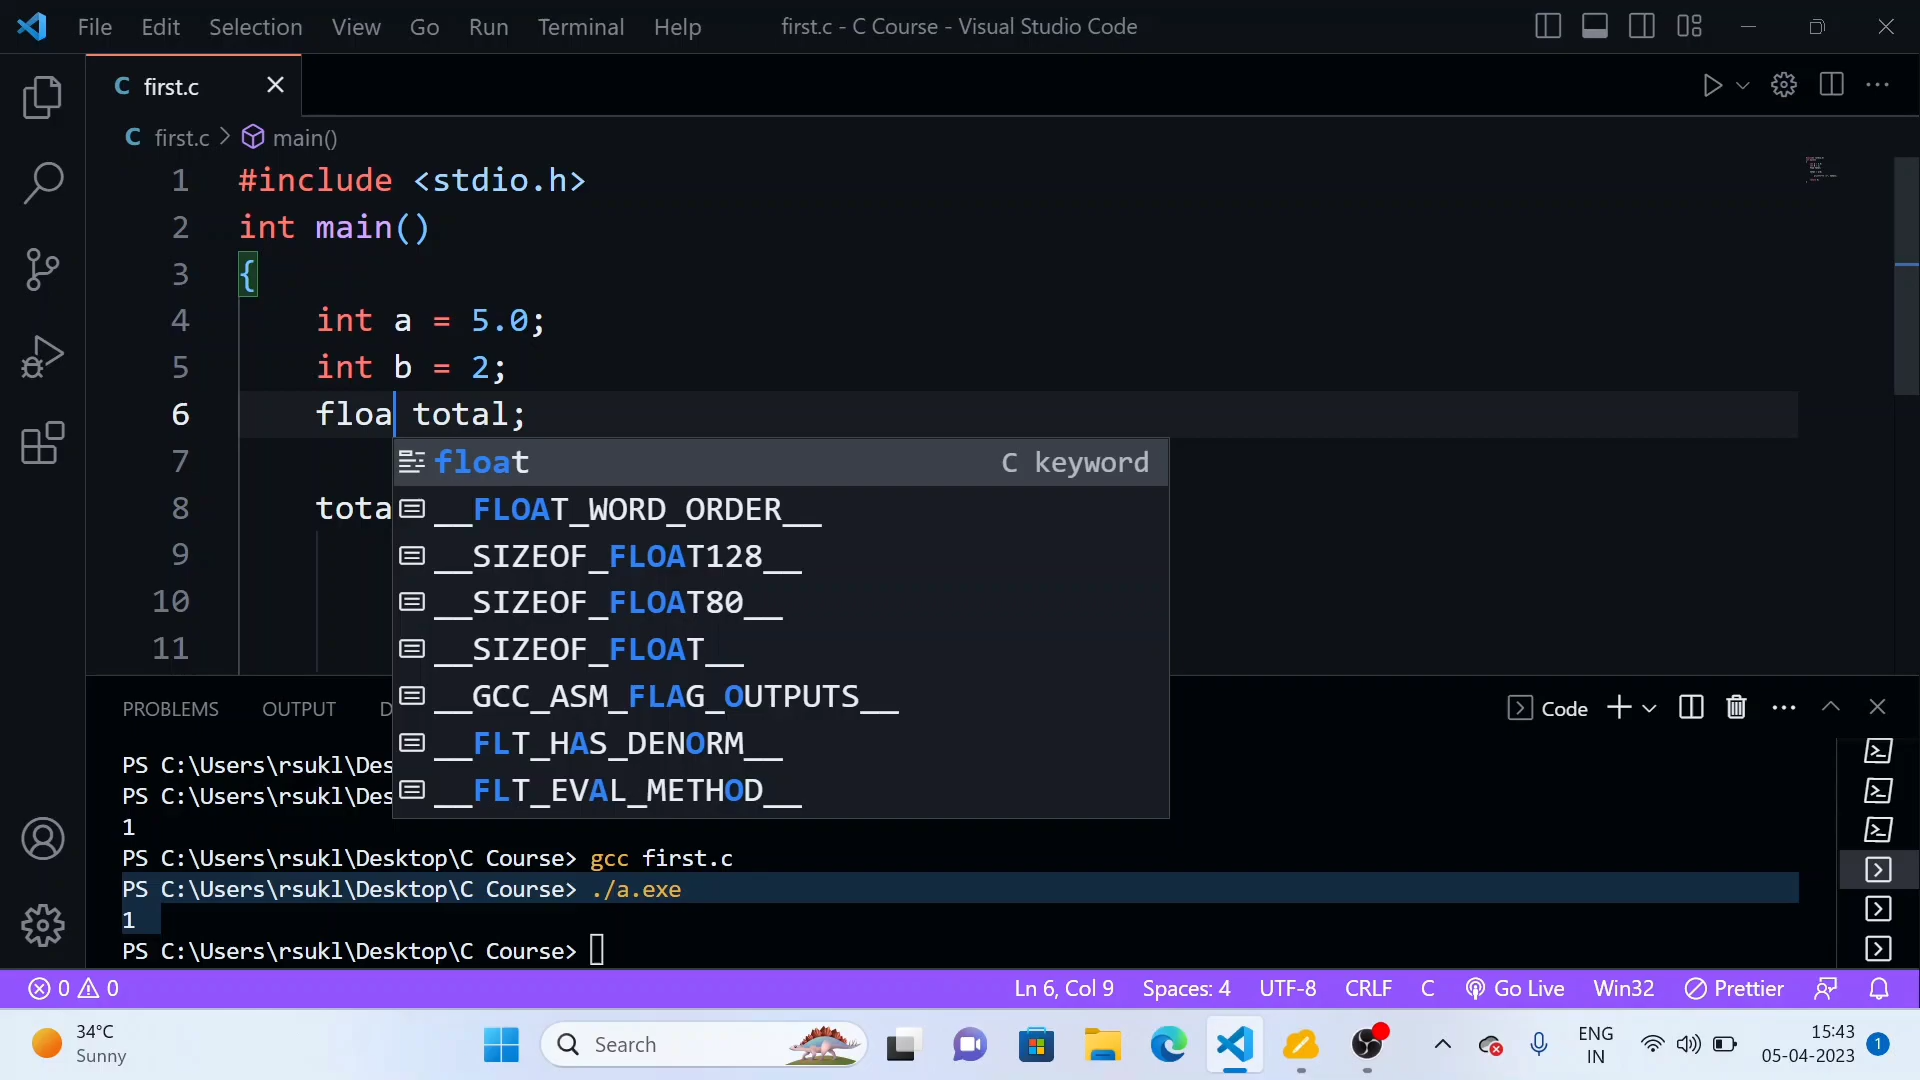 File Edit Selection View Go Run Terminal Help first.c - C Course - Visual Studio Code
C first.c
C first.c > main()
1 #include <stdio.h>
2 int main()
3 {
4 int a = 5.0;
5 int b = 2;
6 floa total;
7
8 tota
9
10
11
float C keyword
__FLOAT_WORD_ORDER__
__SIZEOF_FLOAT128__
__SIZEOF_FLOAT80__
__SIZEOF_FLOAT__
__GCC_ASM_FLAG_OUTPUTS__
__FLT_HAS_DENORM__
__FLT_EVAL_METHOD__
PROBLEMS OUTPUT D Code
PS C:\Users\rsukl\Des
PS C:\Users\rsukl\Des
1
PS C:\Users\rsukl\Desktop\C Course> gcc first.c
PS C:\Users\rsukl\Desktop\C Course> ./a.exe
1
PS C:\Users\rsukl\Desktop\C Course>
0 0 Ln 6, Col 9 Spaces: 4 UTF-8 CRLF C Go Live Win32 Prettier
34°C
Sunny
Search
ENG
IN
15:43
05-04-2023
1